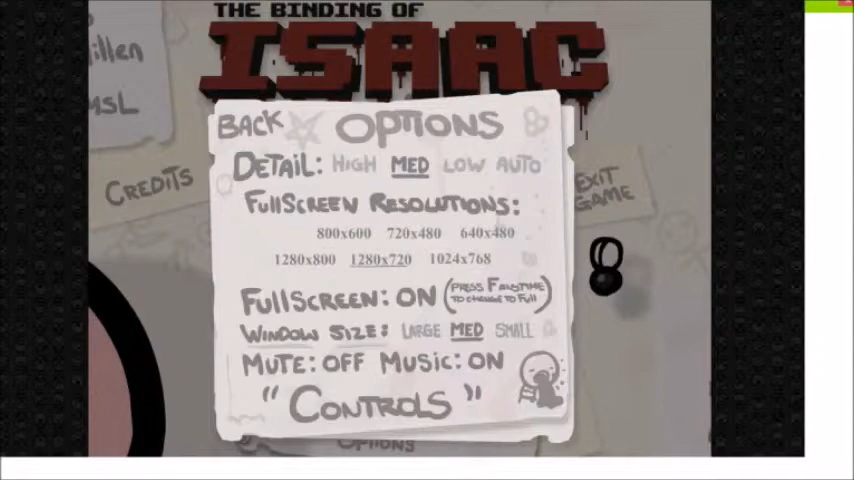 THE BINDING OF
ISAAC
illen
MSL
CREDITS
EXIT
GAME
BACK
OPTIONS
DETAIL: HIGH MED LOW AUTO
FULLSCREEN RESOLUTIONS:
800x600 720x480 640x480
1280x800 1280x720 1024x768
FULLSCREEN: ON (PRESS F ANYTIME
TO CHANGE TO FULL)
WINDOW SIZE: LARGE MED SMALL
MUTE: OFF MUSIC: ON
"CONTROLS"
OPTIONS